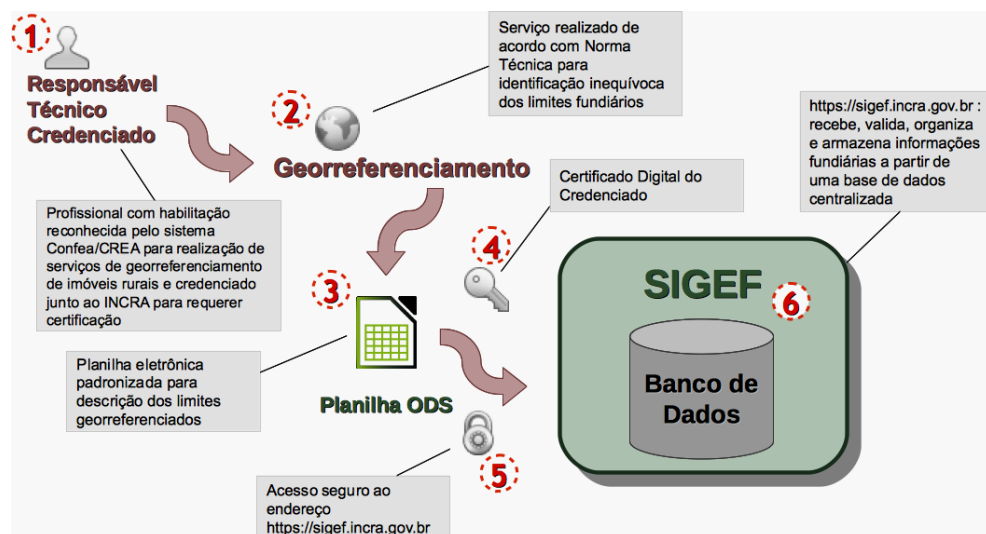 1
Responsável
Técnico
Credenciado
Profissional com habilitação
reconhecida pelo sistema
Confea/CREA para realização de
serviços de georreferenciamento
de imóveis rurais e credenciado
junto ao INCRA para requerer
certificação
2
Georreferenciamento
Serviço realizado de
acordo com Norma
Técnica para
identificação inequívoca
dos limites fundiários
3
Planilha ODS
Planilha eletrônica
padronizada para
descrição dos limites
georreferenciados
4
Certificado Digital do
Credenciado
5
Acesso seguro ao
endereço
https://sigef.incra.gov.br
6
SIGEF
Banco de
Dados
https://sigef.incra.gov.br :
recebe, valida, organiza
e armazena informações
fundiárias a partir de
uma base de dados
centralizada